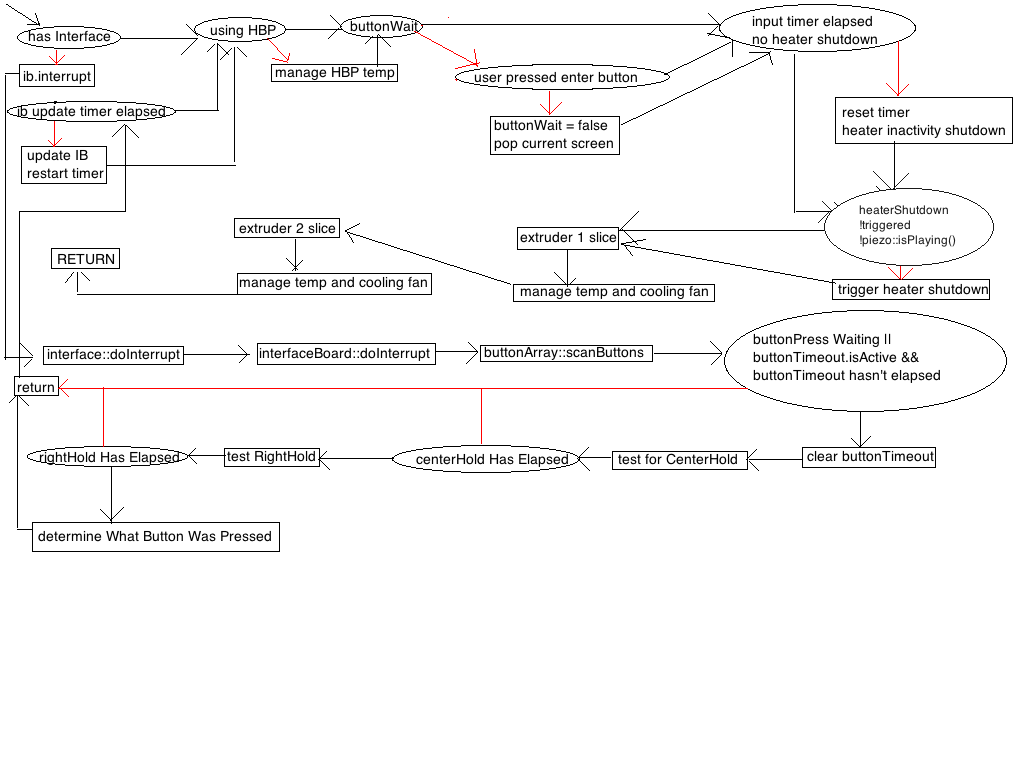 has Interface
using HBP
buttonWait
input timer elapsed
no heater shutdown
ib.interrupt
manage HBP temp
user pressed enter button
ib update timer elapsed
reset timer
heater inactivity shutdown
buttonWait = false
pop current screen
update IB
restart timer
heaterShutdown
!triggered
!piezo::isPlaying()
extruder 2 slice
extruder 1 slice
RETURN
manage temp and cooling fan
manage temp and cooling fan
trigger heater shutdown
interface::doInterrupt
interfaceBoard::doInterrupt
buttonArray::scanButtons
buttonPress Waiting ||
buttonTimeout.isActive &&
buttonTimeout hasn't elapsed
return
rightHold Has Elapsed
test RightHold
centerHold Has Elapsed
test for CenterHold
clear buttonTimeout
determine What Button Was Pressed